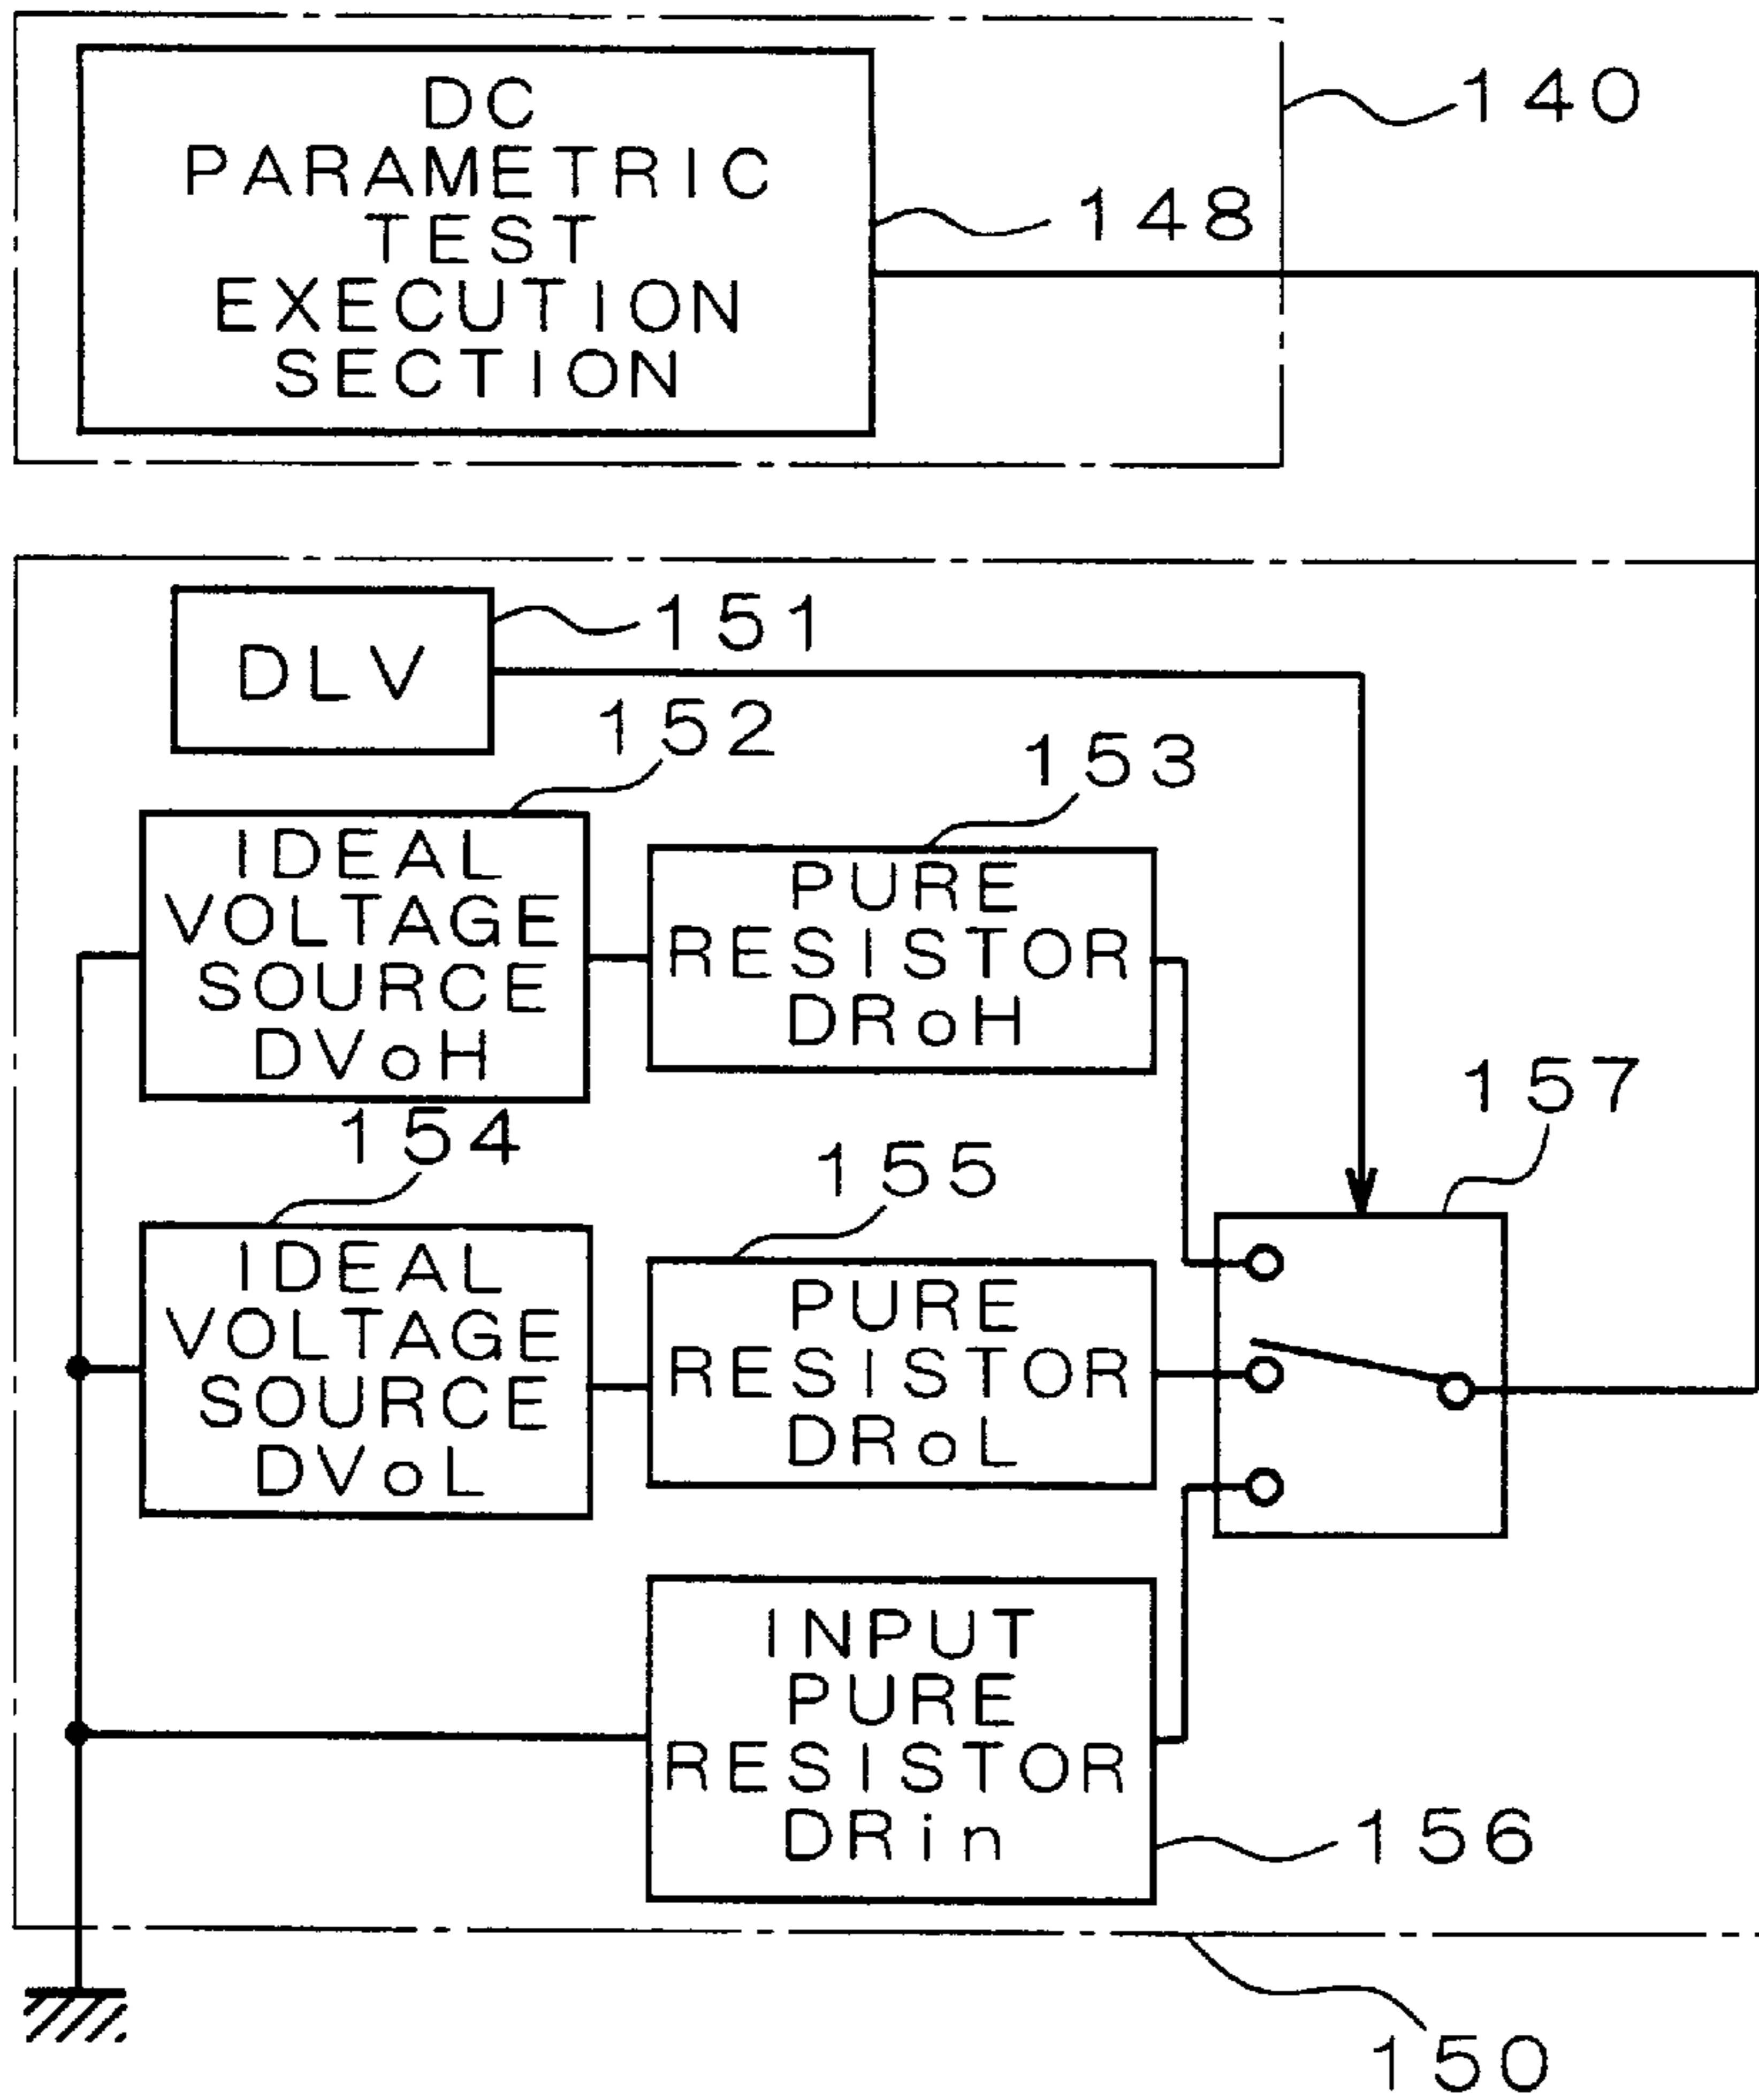 DC
PARAMETRIC
TEST
EXECUTION
SECTION
140
148
DLV
151
152
153
IDEAL
VOLTAGE
SOURCE
DVoH
PURE
RESISTOR
DRoH
157
154
155
IDEAL
VOLTAGE
SOURCE
DVoL
PURE
RESISTOR
DRoL
INPUT
PURE
RESISTOR
DRin
156
150